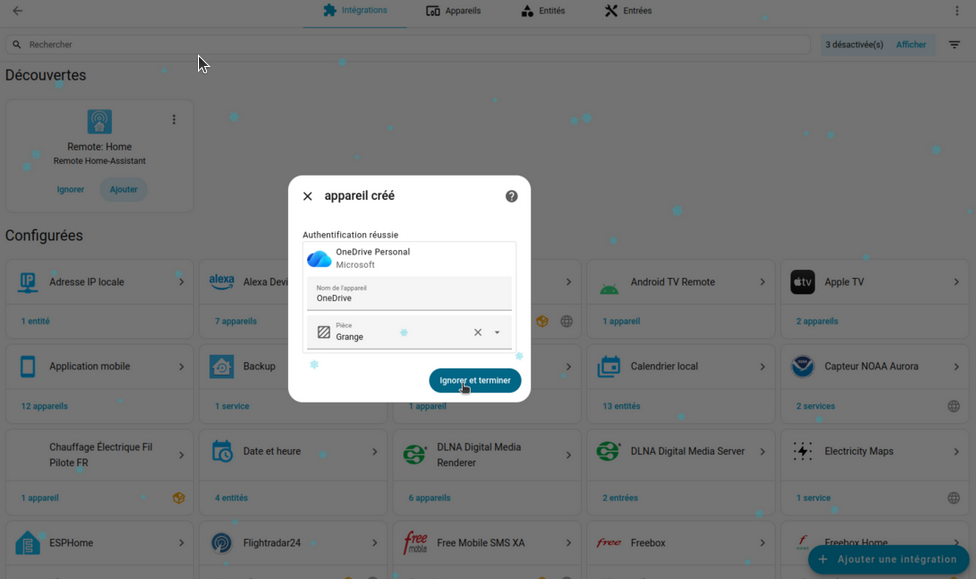 Intégrations
Appareils
Entités
Entrées
Rechercher
3 désactivée(s)
Afficher
Découvertes
Remote: Home
Remote Home-Assistant
Ignorer
Ajouter
appareil créé
Authentification réussie
OneDrive Personal
Microsoft
Nom de l'appareil
OneDrive
Pièce
Grange
Ignorer et terminer
Configurées
Adresse IP locale
1 entité
Alexa Devi
7 appareils
Android TV Remote
1 appareil
Apple TV
tv
2 appareils
Application mobile
12 appareils
Backup
1 service
1 appareil
Calendrier local
13 entités
Capteur NOAA Aurora
2 services
Chauffage Électrique Fil
Pilote FR
1 appareil
Date et heure
4 entités
DLNA Digital Media
Renderer
6 appareils
DLNA Digital Media Server
2 entrées
Electricity Maps
1 service
ESPHome
Flightradar24
free
mobile
Free Mobile SMS XA
free
Freebox
f
free
Freebox Home
Ajouter une intégration
IP
alexa